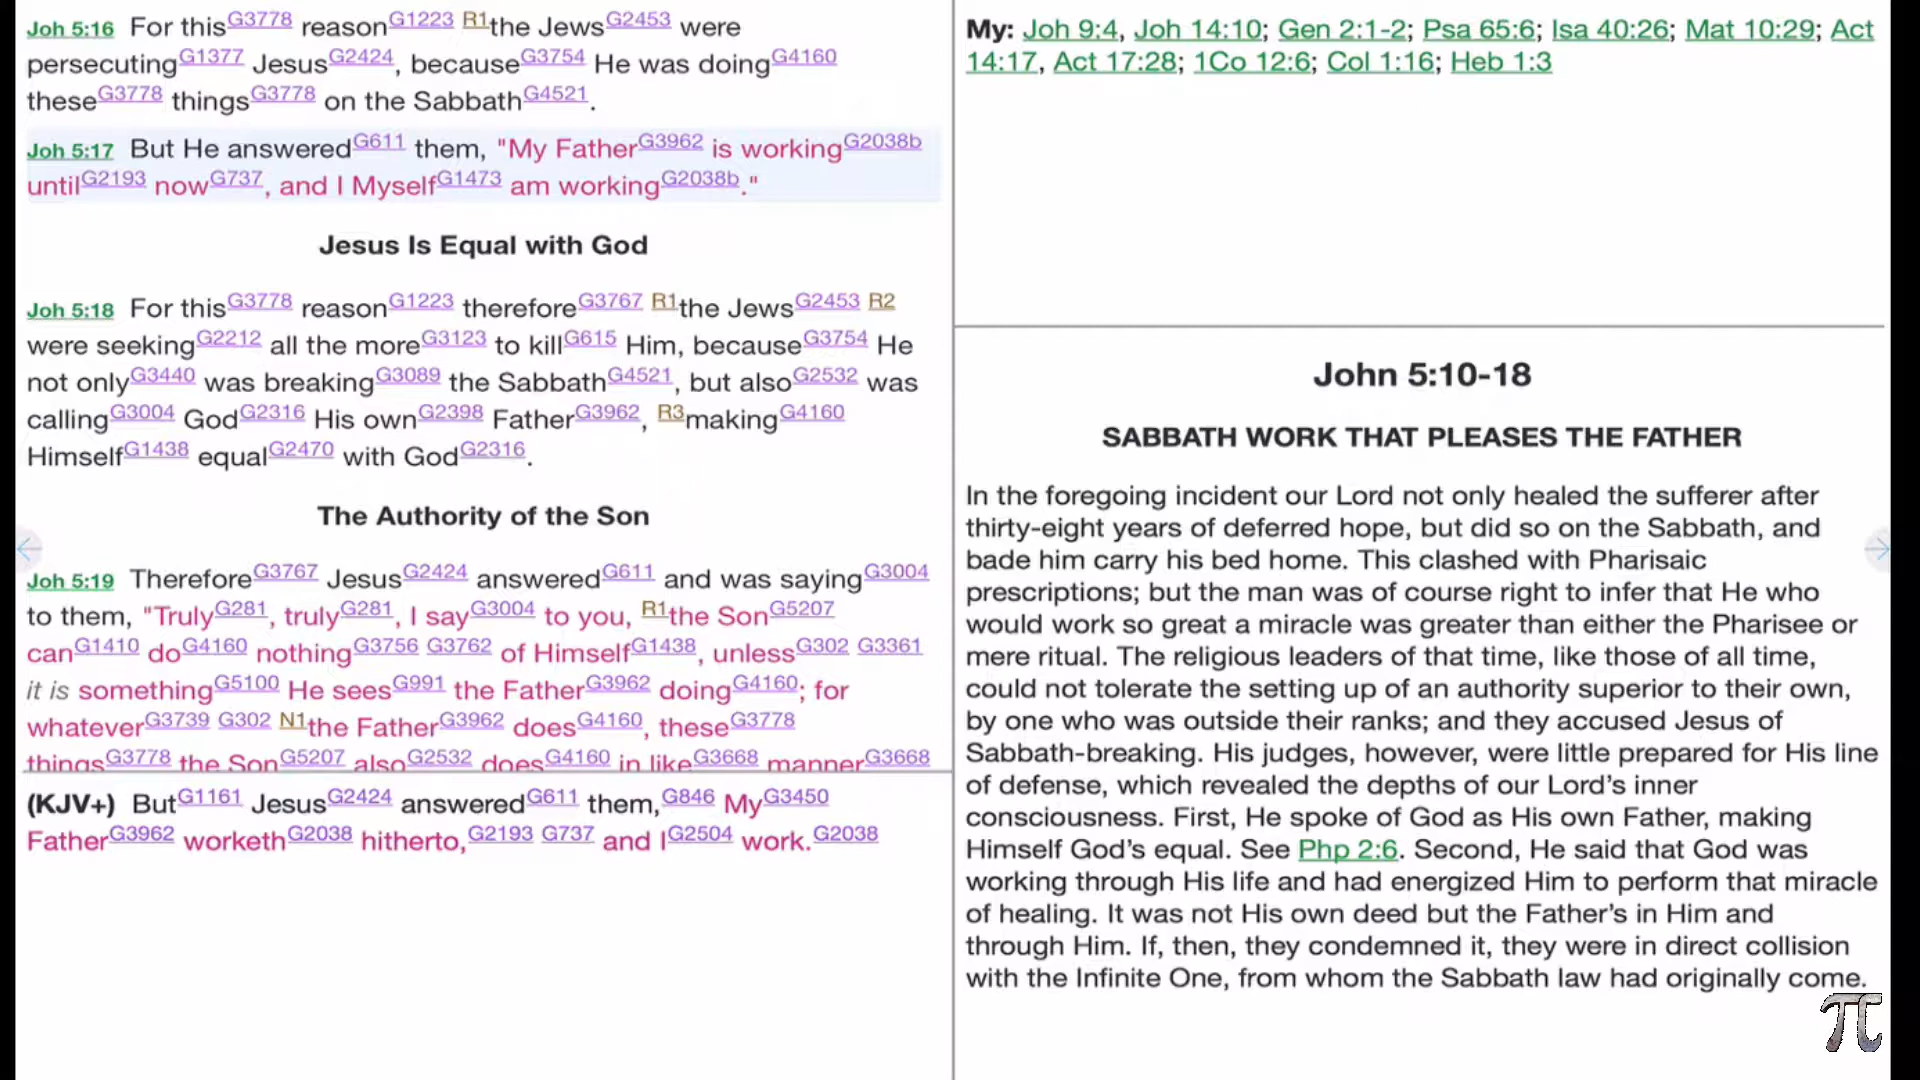 Joh 5:16 For thisG3778 reasonG1223 R1the JewsG2453 were
persecutingG1377 JesusG2424, becauseG3754 He was doingG4160
theseG3778 thingsG3778 on the SabbathG4521.
Joh 5:17 But He answeredG611 them, "My FatherG3962 is workingG2038b
untilG2193 nowG737, and I MyselfG1473 am workingG2038b."
Jesus Is Equal with God
Joh 5:18 For thisG3778 reasonG1223 thereforeG3767 R1the JewsG2453 R2
were seekingG2212 all the moreG3123 to killG615 Him, becauseG3754 He
not onlyG3440 was breakingG3089 the SabbathG4521, but alsoG2532 was
callingG3004 GodG2316 His ownG2398 FatherG3962, R3makingG4160
HimselfG1438 equalG2470 with GodG2316.
The Authority of the Son
Joh 5:19 ThereforeG3767 JesusG2424 answeredG611 and was sayingG3004
to them, "TrulyG281, trulyG281, I sayG3004 to you, R1the SonG5207
canG1410 doG4160 nothingG3756 G3762 of HimselfG1438, unlessG302 G3361
it is somethingG5100 He seesG991 the FatherG3962 doingG4160; for
whateverG3739 G302 N1the FatherG3962 doesG4160, theseG3778
thingsG3778 the SonG5207 alsoG2532 doesG4160 in likeG3668 mannerG3668
(KJV+) ButG1161 JesusG2424 answeredG611 them,G846 MyG3450
FatherG3962 workethG2038 hitherto,G2193 G737 and IG2504 work.G2038
My: Joh 9:4, Joh 14:10; Gen 2:1-2; Psa 65:6; Isa 40:26; Mat 10:29; Act
14:17, Act 17:28; 1Co 12:6; Col 1:16; Heb 1:3
John 5:10-18
SABBATH WORK THAT PLEASES THE FATHER
In the foregoing incident our Lord not only healed the sufferer after
thirty-eight years of deferred hope, but did so on the Sabbath, and
bade him carry his bed home. This clashed with Pharisaic
prescriptions; but the man was of course right to infer that He who
would work so great a miracle was greater than either the Pharisee or
mere ritual. The religious leaders of that time, like those of all time,
could not tolerate the setting up of an authority superior to their own,
by one who was outside their ranks; and they accused Jesus of
Sabbath-breaking. His judges, however, were little prepared for His line
of defense, which revealed the depths of our Lord’s inner
consciousness. First, He spoke of God as His own Father, making
Himself God’s equal. See Php 2:6. Second, He said that God was
working through His life and had energized Him to perform that miracle
of healing. It was not His own deed but the Father’s in Him and
through Him. If, then, they condemned it, they were in direct collision
with the Infinite One, from whom the Sabbath law had originally come.
π